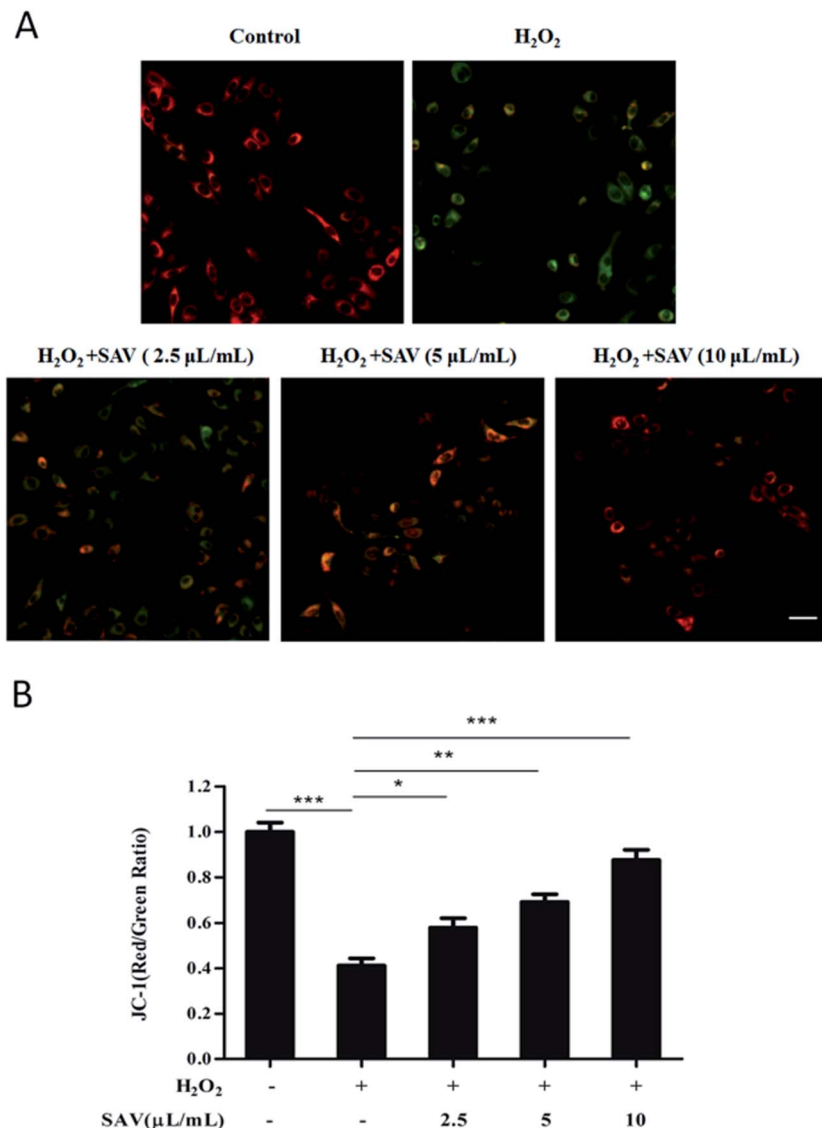 A
Control
H₂O₂
H₂O₂+SAV ( 2.5 μL/mL)
H₂O₂ +SAV (5 μL/mL)
H₂O₂ +SAV (10 μL/mL)
B
***
**
*
***
JC-1(Red/Green Ratio)
1.2
1.0
0.8
0.6
0.4
0.2
0.0
H₂O₂ - + + + +
SAV(μL/mL) - - 2.5 5 10